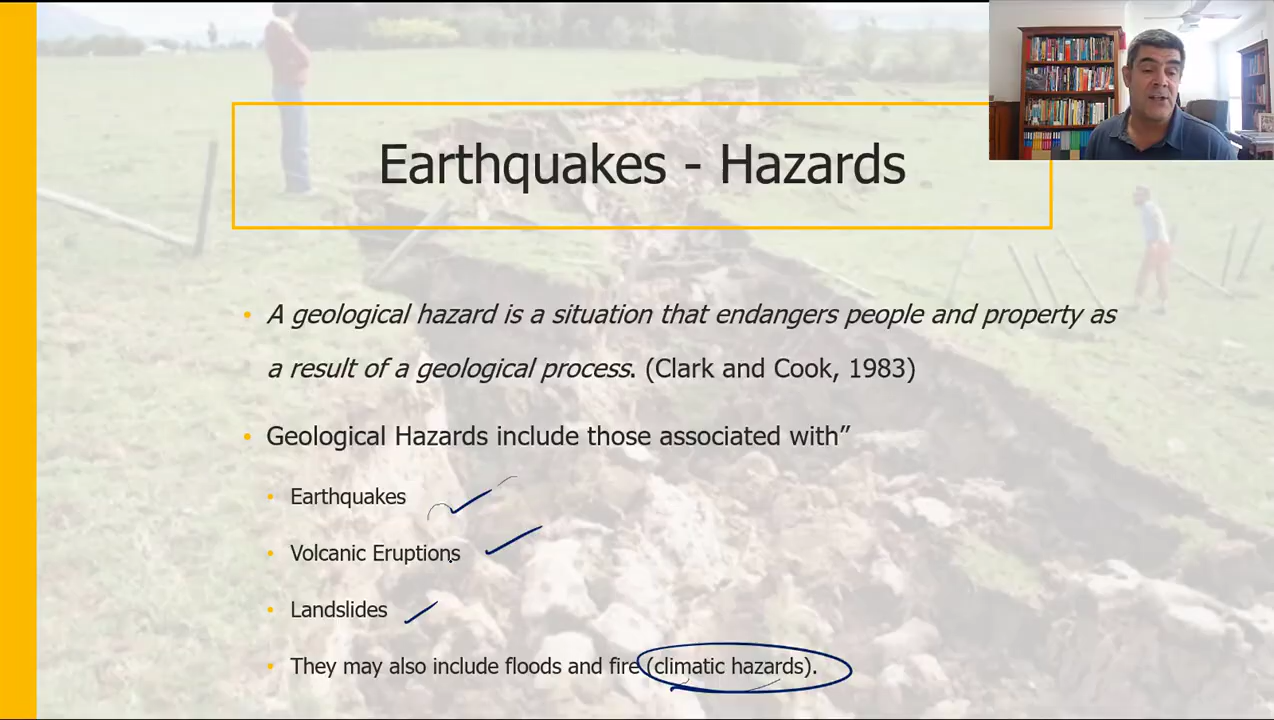 Earthquakes - Hazards
A geological hazard is a situation that endangers people and property as
a result of a geological process. (Clark and Cook, 1983)
Geological Hazards include those associated with”
Earthquakes
Volcanic Eruptions
Landslides
They may also include floods and fire (climatic hazards).